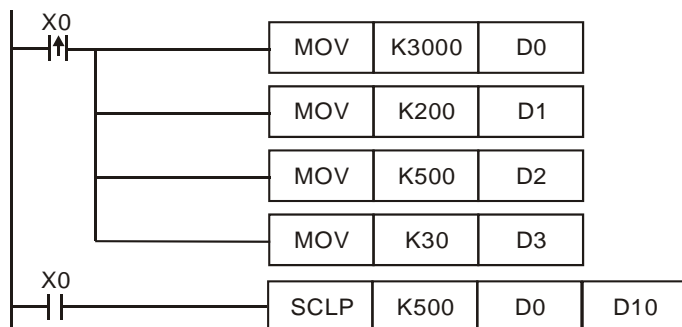 X0
MOV K3000 D0
MOV K200 D1
MOV K500 D2
MOV K30 D3
X0
SCLP K500 D0 D10